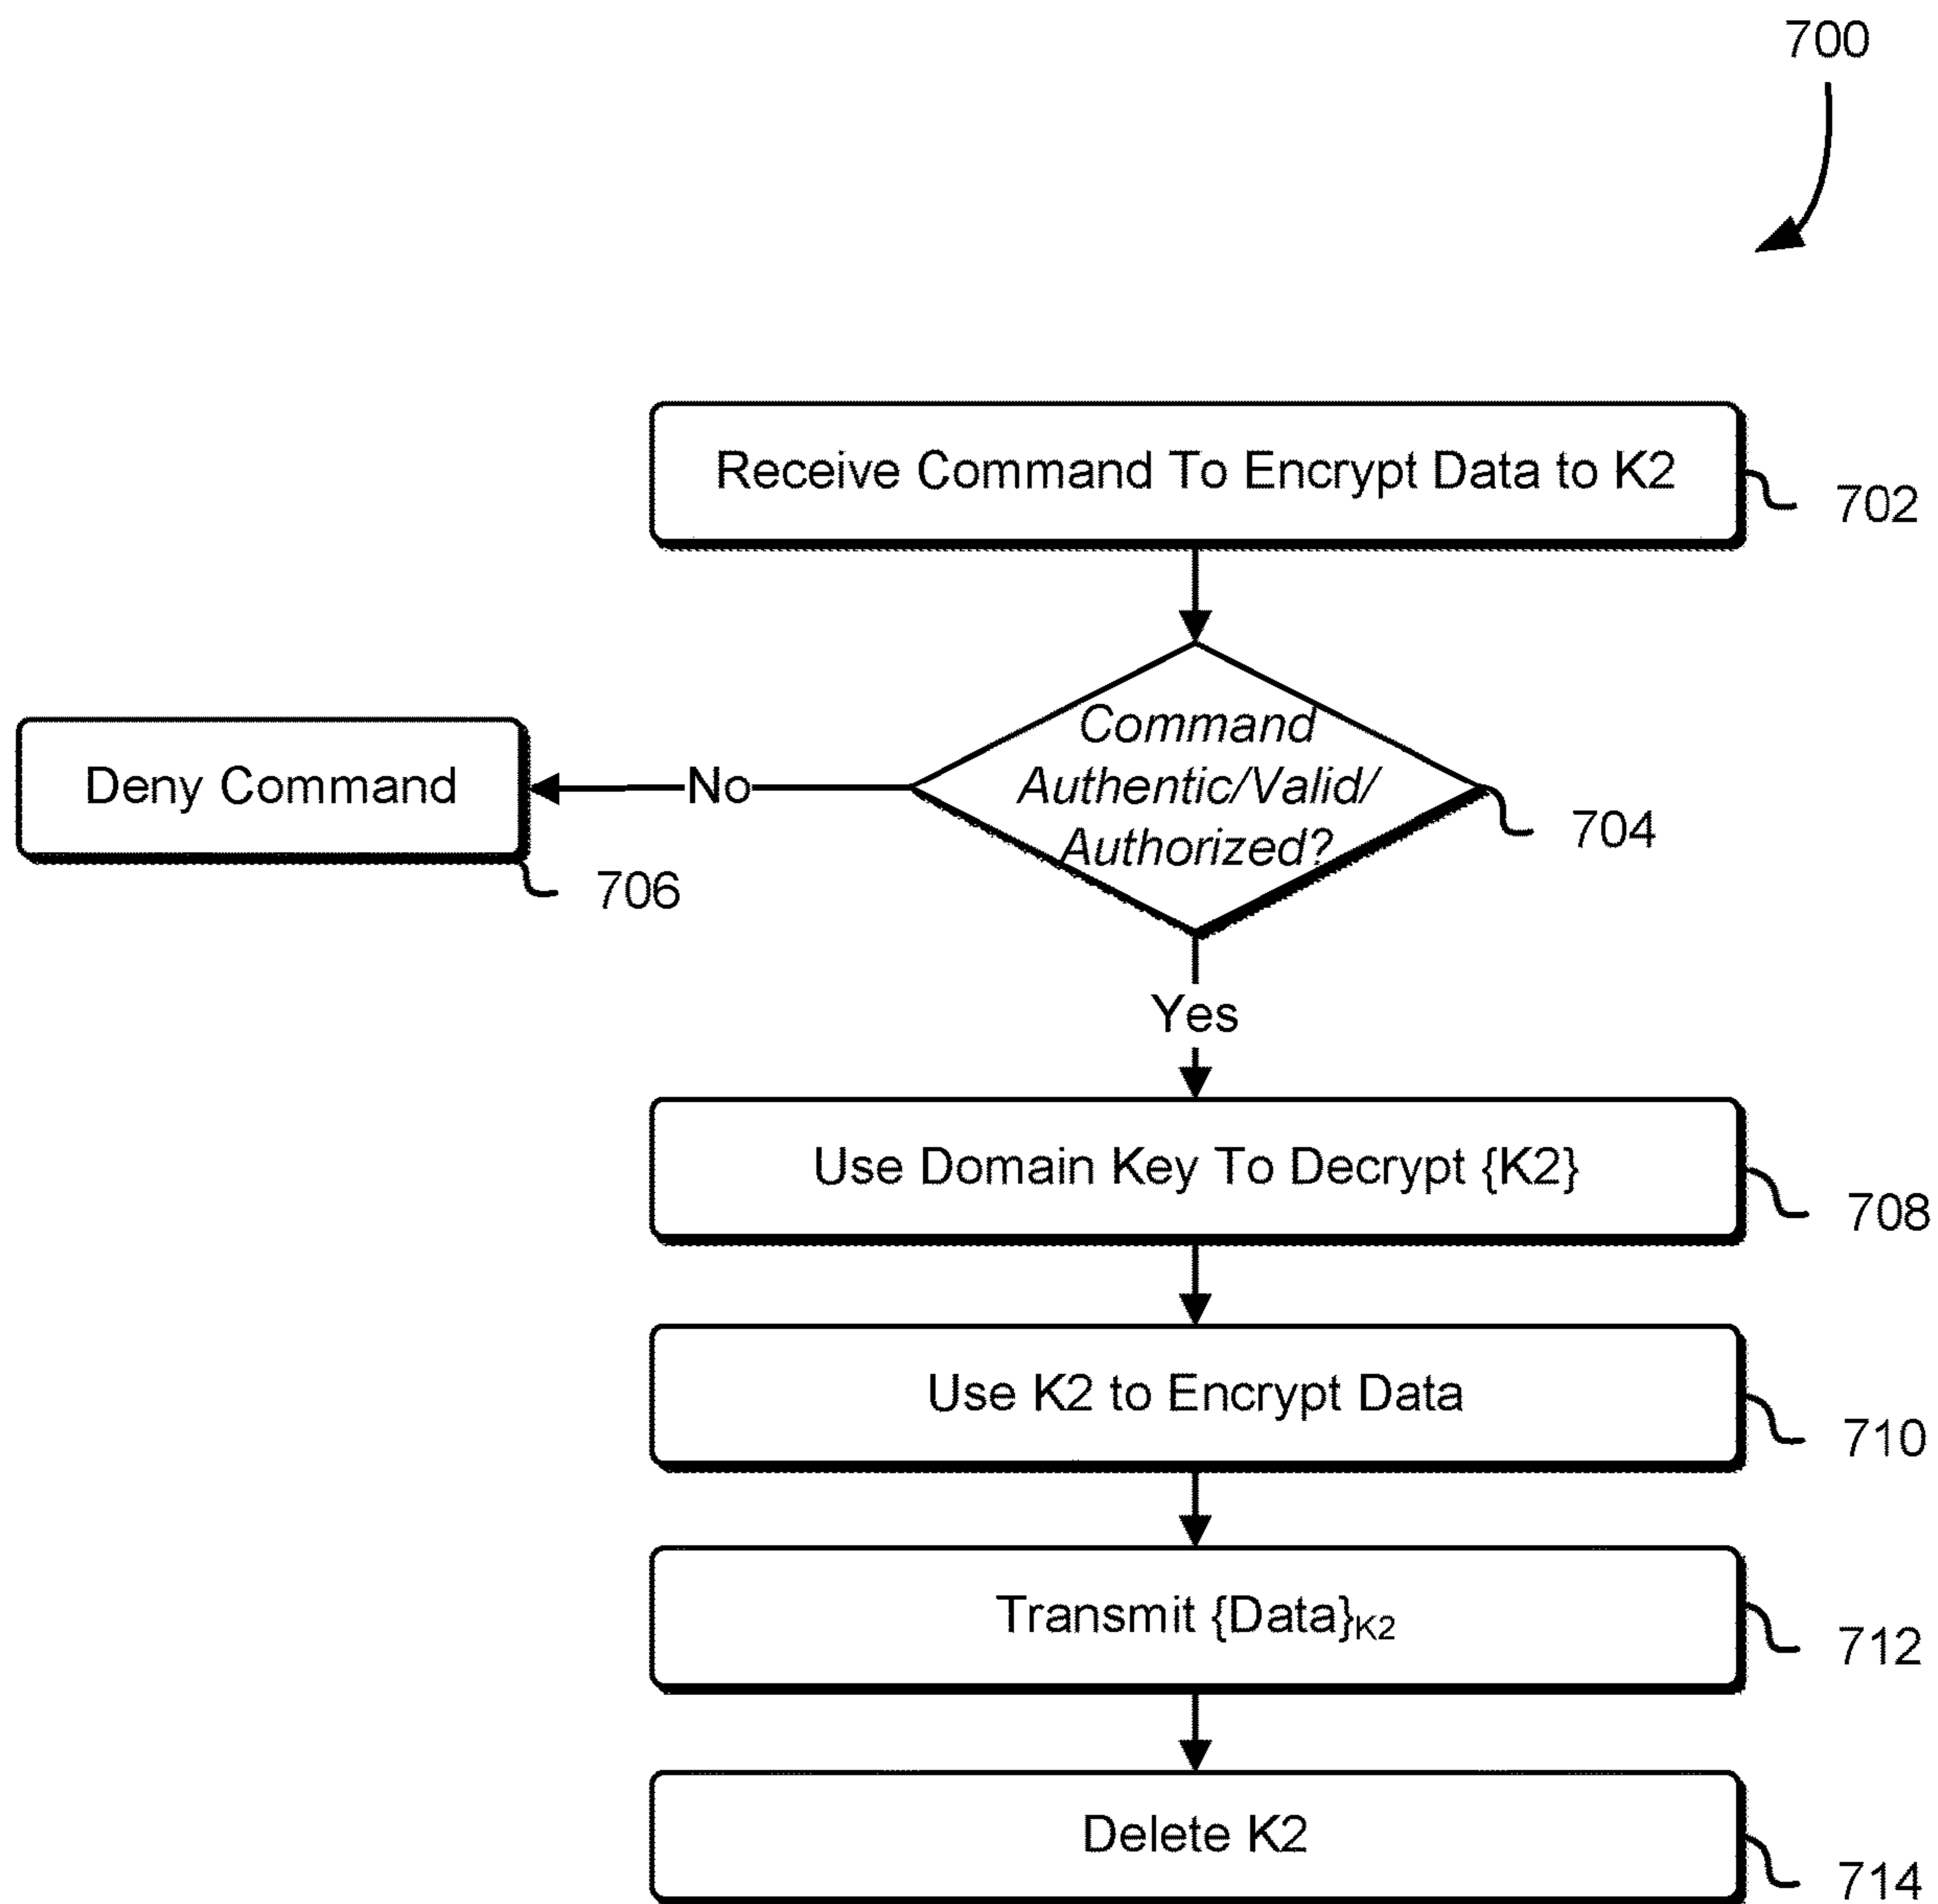 700
Receive Command To Encrypt Data to K2
702
Command
Authentic/Valid/
Authorized?
704
No
Deny Command
706
Yes
Use Domain Key To Decrypt {K2}
708
Use K2 to Encrypt Data
710
Transmit {Data}K2
712
Delete K2
714